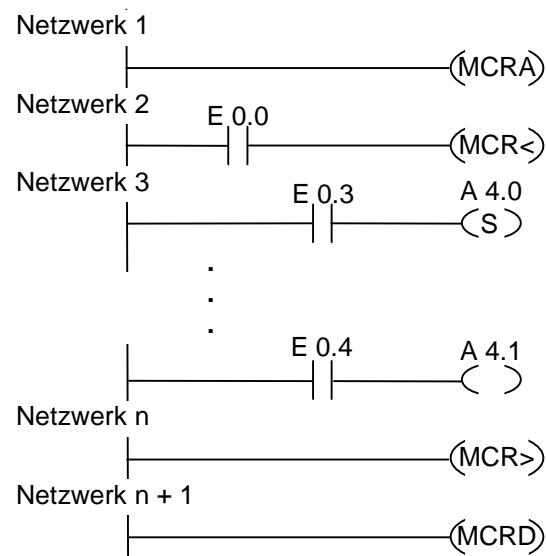 Netzwerk 1
(MCRA)
Netzwerk 2
E 0.0
(MCR<)
Netzwerk 3
E 0.3 A 4.0
(S)
.
.
.
E 0.4 A 4.1
( )
Netzwerk n
(MCR>)
Netzwerk n + 1
(MCRD)